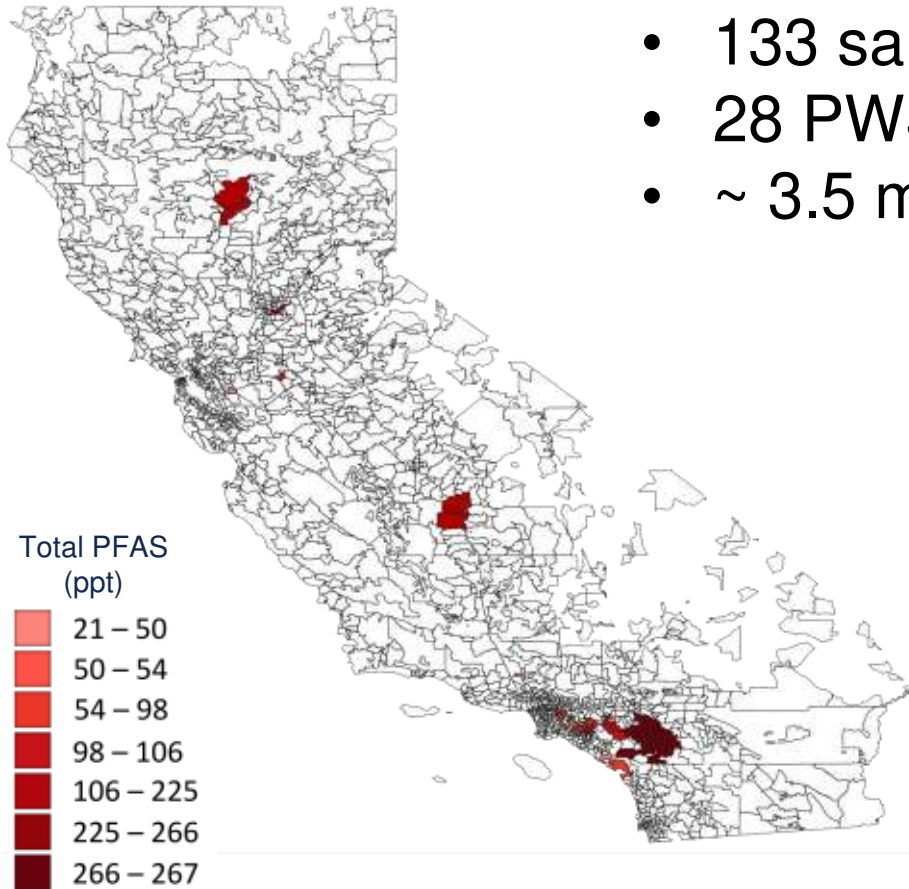 • 133 sa
• 28 PWS
• ~ 3.5 m
Total PFAS
(ppt)
21 – 50
50 – 54
54 – 98
98 – 106
106 – 225
225 – 266
266 – 267